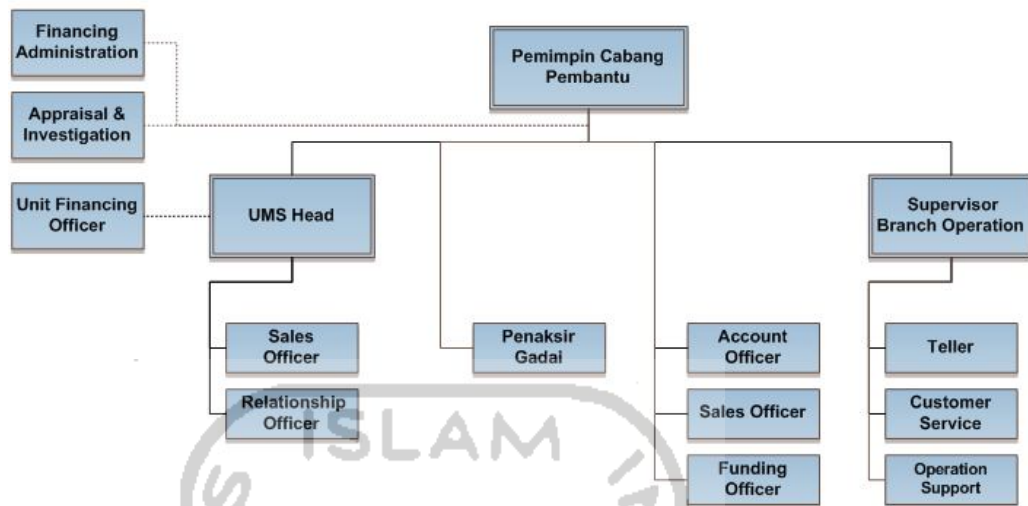 Financing
Administration
Pemimpin Cabang
Pembantu
Appraisal &
Investigation
Unit Financing
Officer
UMS Head
Supervisor
Branch Operation
Sales
Officer
Penaksir
Gadai
Account
Officer
Teller
Relationship
Officer
Sales Officer
Customer
Service
Funding
Officer
Operation
Support
ISLAM